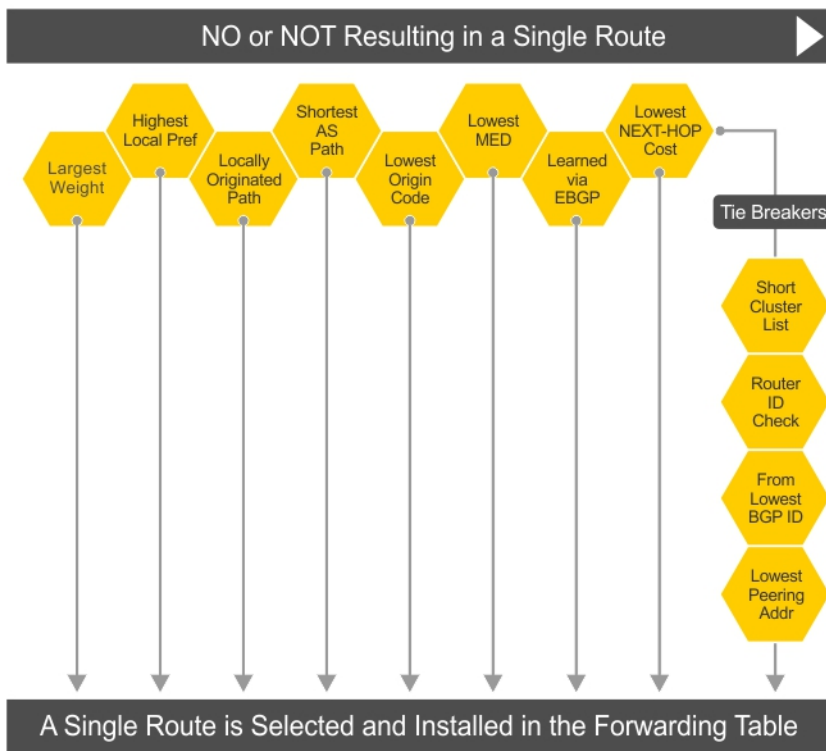 NO or NOT Resulting in a Single Route
Largest
Weight
Highest
Local Pref
Locally
Originated
Path
Shortest
AS
Path
Lowest
Origin
Code
Lowest
MED
Learned
via
EBGP
Lowest
NEXT-HOP
Cost
Tie Breakers
Short
Cluster
List
Router
ID
Check
From
Lowest
BGP ID
Lowest
Peering
Addr
A Single Route is Selected and Installed in the Forwarding Table